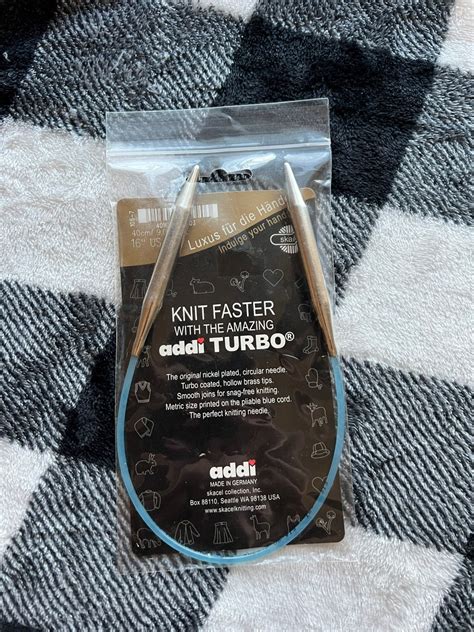 Luxus für die Hände
Indulge your hand
skacel
40cm/
16" US
KNIT FASTER
WITH THE AMAZING
addi TURBO®
The original nickel plated, circular needle.
Turbo coated, hollow brass tips.
Smooth joins for snag-free knitting.
Metric size printed on the pliable blue cord.
The perfect knitting needle.
addi
MADE IN GERMANY
skacel collection, Inc.
Box 88110, Seattle WA 98138 USA
www.skacelknitting.com